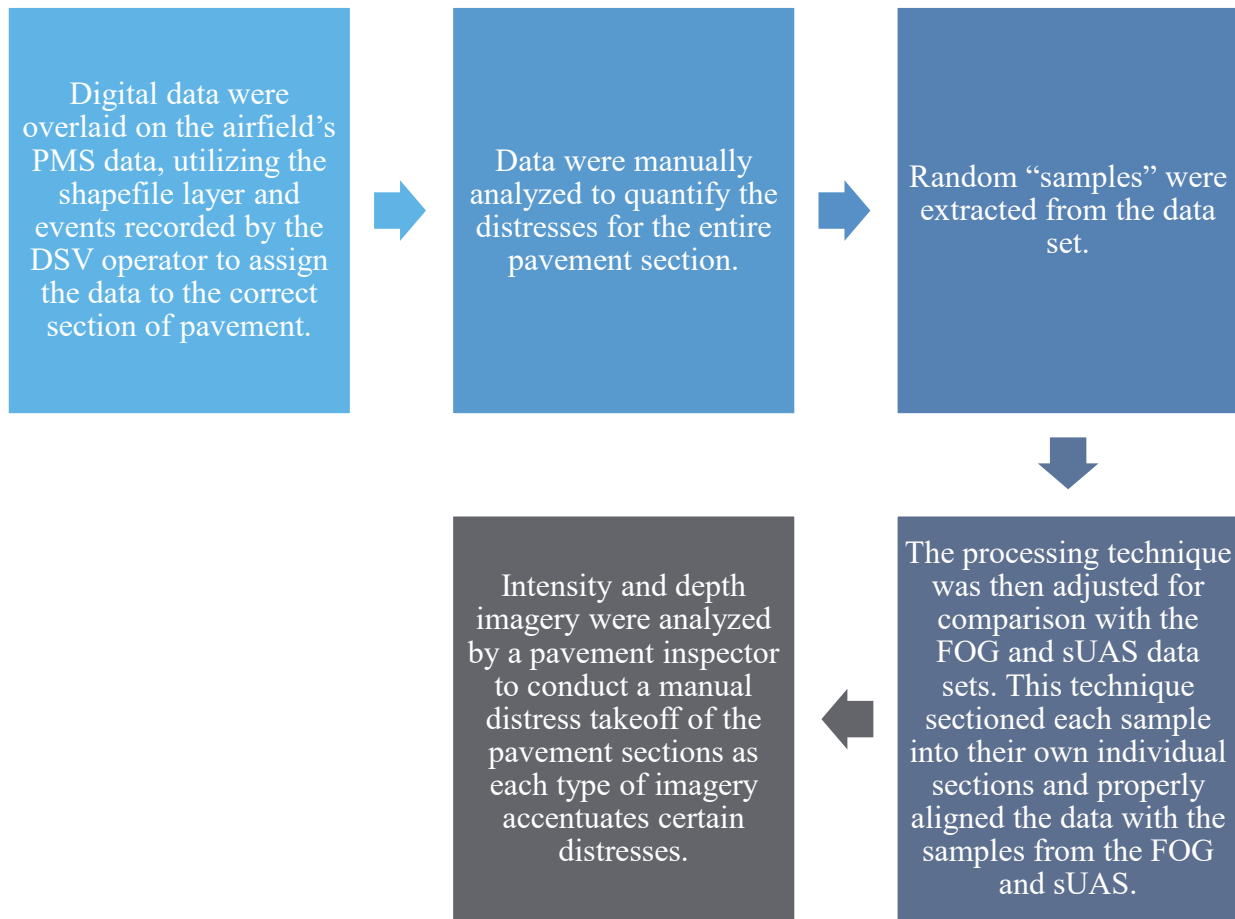 Digital data were
overlaid on the airfield’s
PMS data, utilizing the
shapefile layer and
events recorded by the
DSV operator to assign
the data to the correct
section of pavement.
Data were manually
analyzed to quantify the
distresses for the entire
pavement section.
Random “samples” were
extracted from the data
set.
The processing technique
was then adjusted for
comparison with the
FOG and sUAS data
sets. This technique
sectioned each sample
into their own individual
sections and properly
aligned the data with the
samples from the FOG
and sUAS.
Intensity and depth
imagery were analyzed
by a pavement inspector
to conduct a manual
distress takeoff of the
pavement sections as
each type of imagery
accentuates certain
distresses.